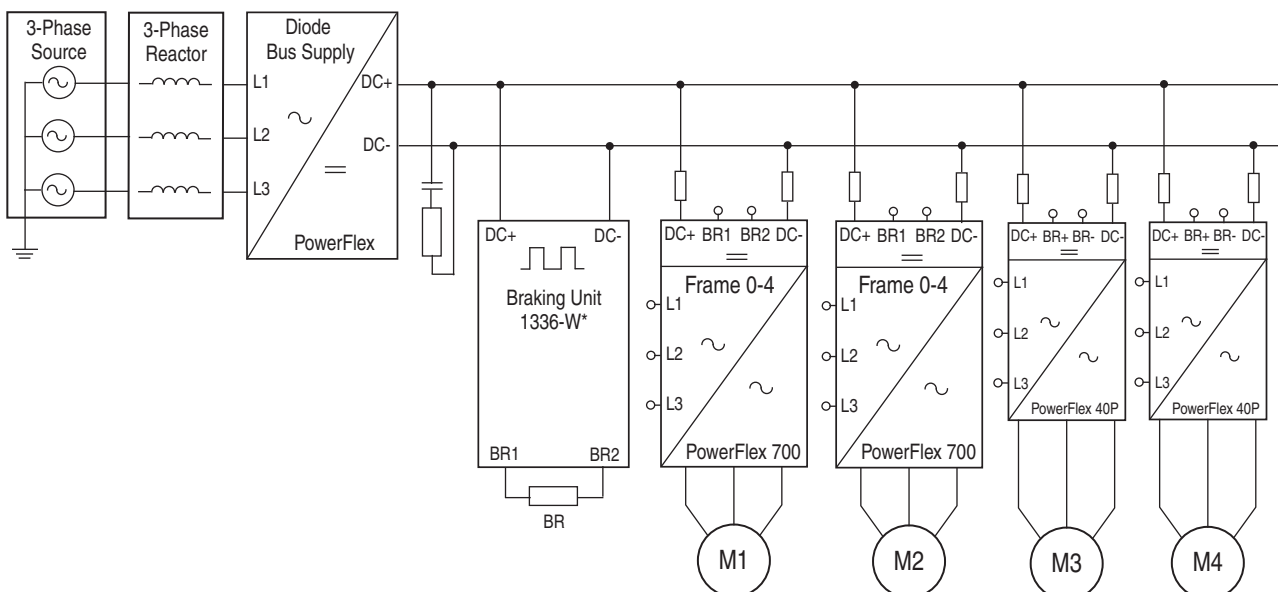 3-Phase
Source
3-Phase
Reactor
Diode
Bus Supply
L1
L2
L3
DC+
DC-
PowerFlex
DC+ DC-
Braking Unit
1336-W*
BR1 BR2
BR
DC+ BR1 BR2 DC-
Frame 0-4
L1
L2
L3
PowerFlex 700
M1
DC+ BR1 BR2 DC-
Frame 0-4
L1
L2
L3
PowerFlex 700
M2
DC+ BR+ BR- DC-
L1
L2
L3
PowerFlex 40P
M3
DC+ BR+ BR- DC-
L1
L2
L3
PowerFlex 40P
M4